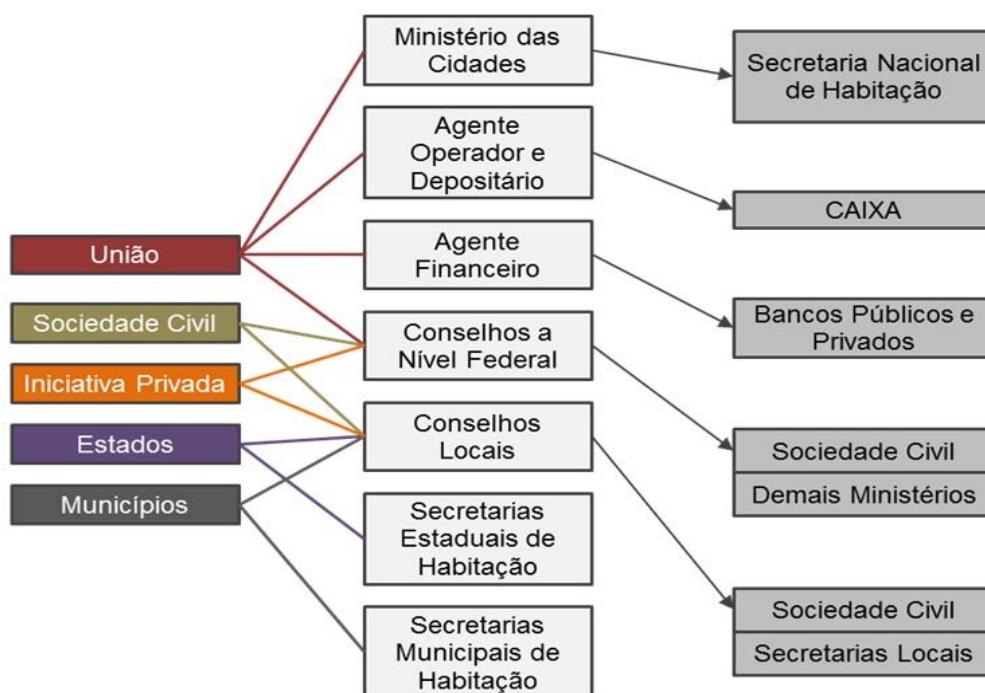 União
Sociedade Civil
Iniciativa Privada
Estados
Municípios
Ministério das
Cidades
Agente
Operador e
Depositário
Agente
Financeiro
Conselhos a
Nível Federal
Conselhos
Locais
Secretarias
Estaduais de
Habitação
Secretarias
Municipais de
Habitação
Secretaria Nacional
de Habitação
CAIXA
Bancos Públicos e
Privados
Sociedade Civil
Demais Ministérios
Sociedade Civil
Secretarias Locais